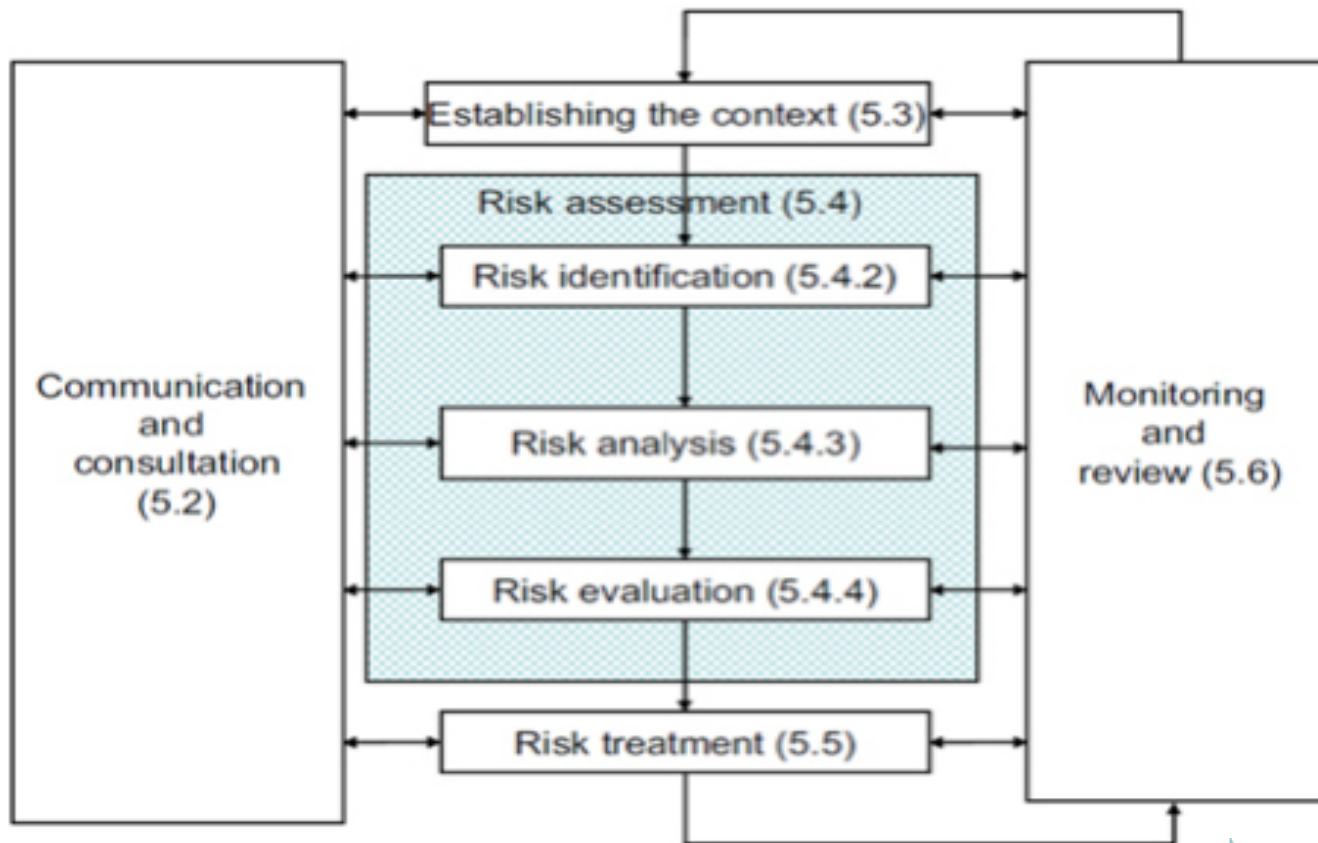 Establishing the context (5.3)
Risk assessment (5.4)
Risk identification (5.4.2)
Communication
and
consultation
(5.2)
Risk analysis (5.4.3)
Monitoring
and
review (5.6)
Risk evaluation (5.4.4)
Risk treatment (5.5)